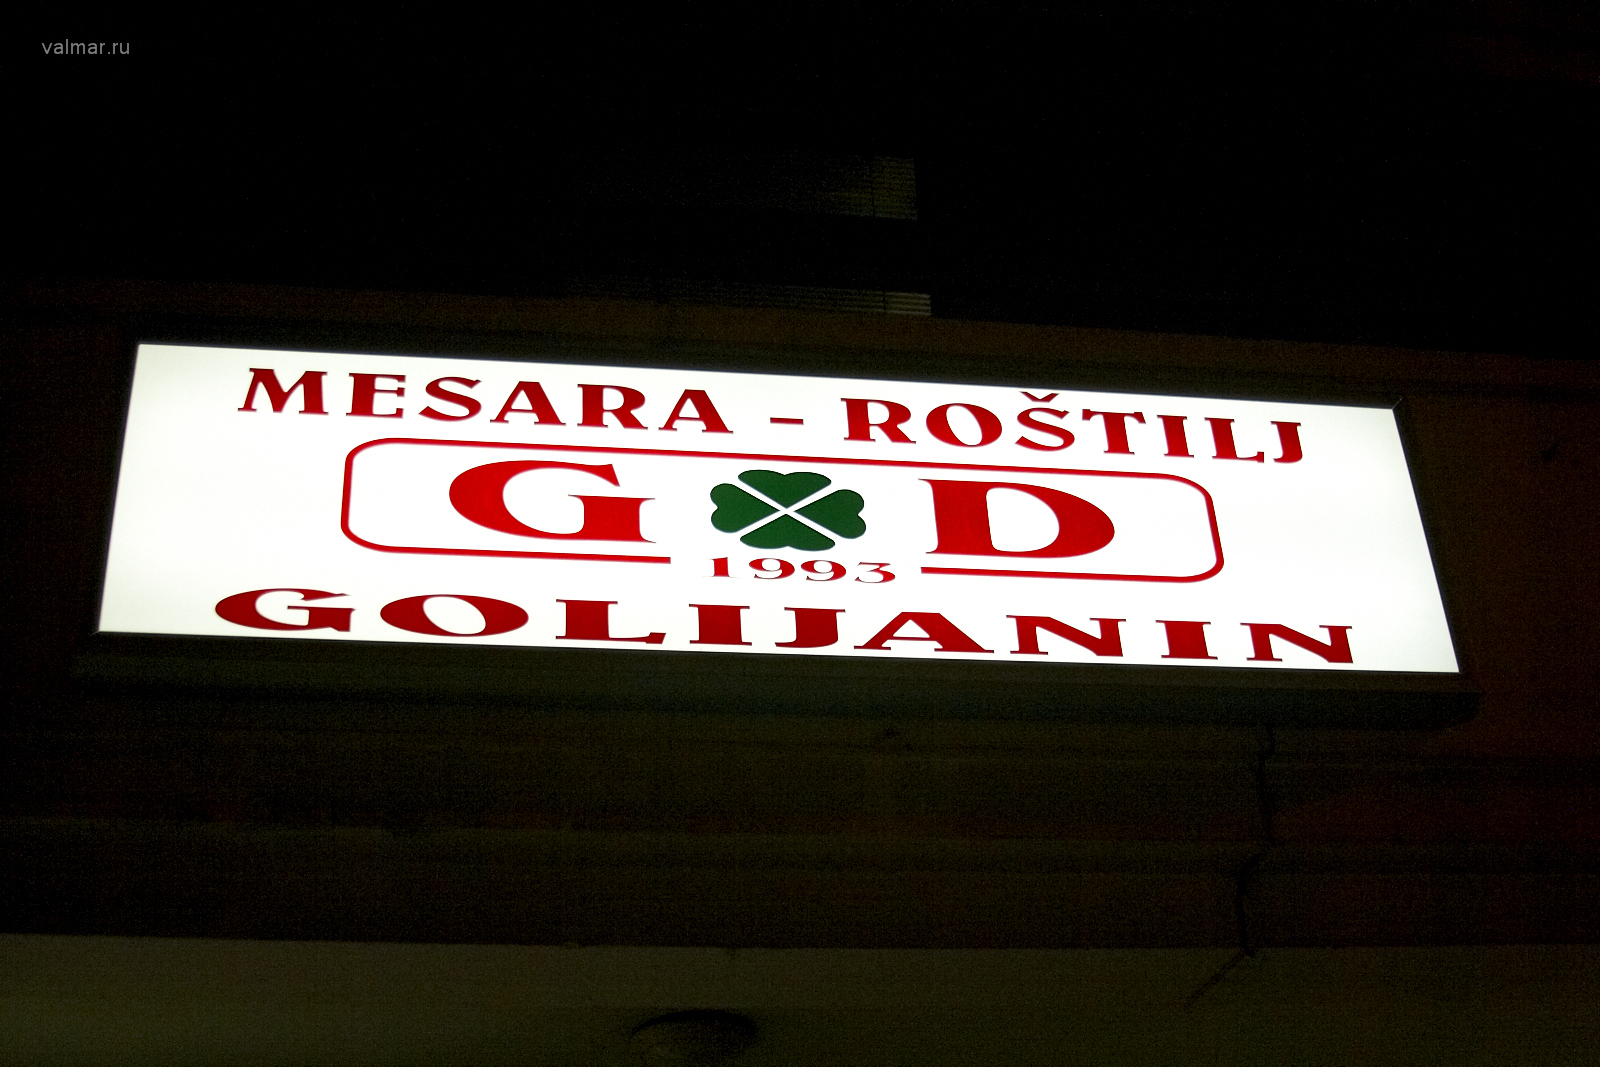 valmar.ru
MESARA - ROŠTILJ
G D
1993
GOLIJANIN